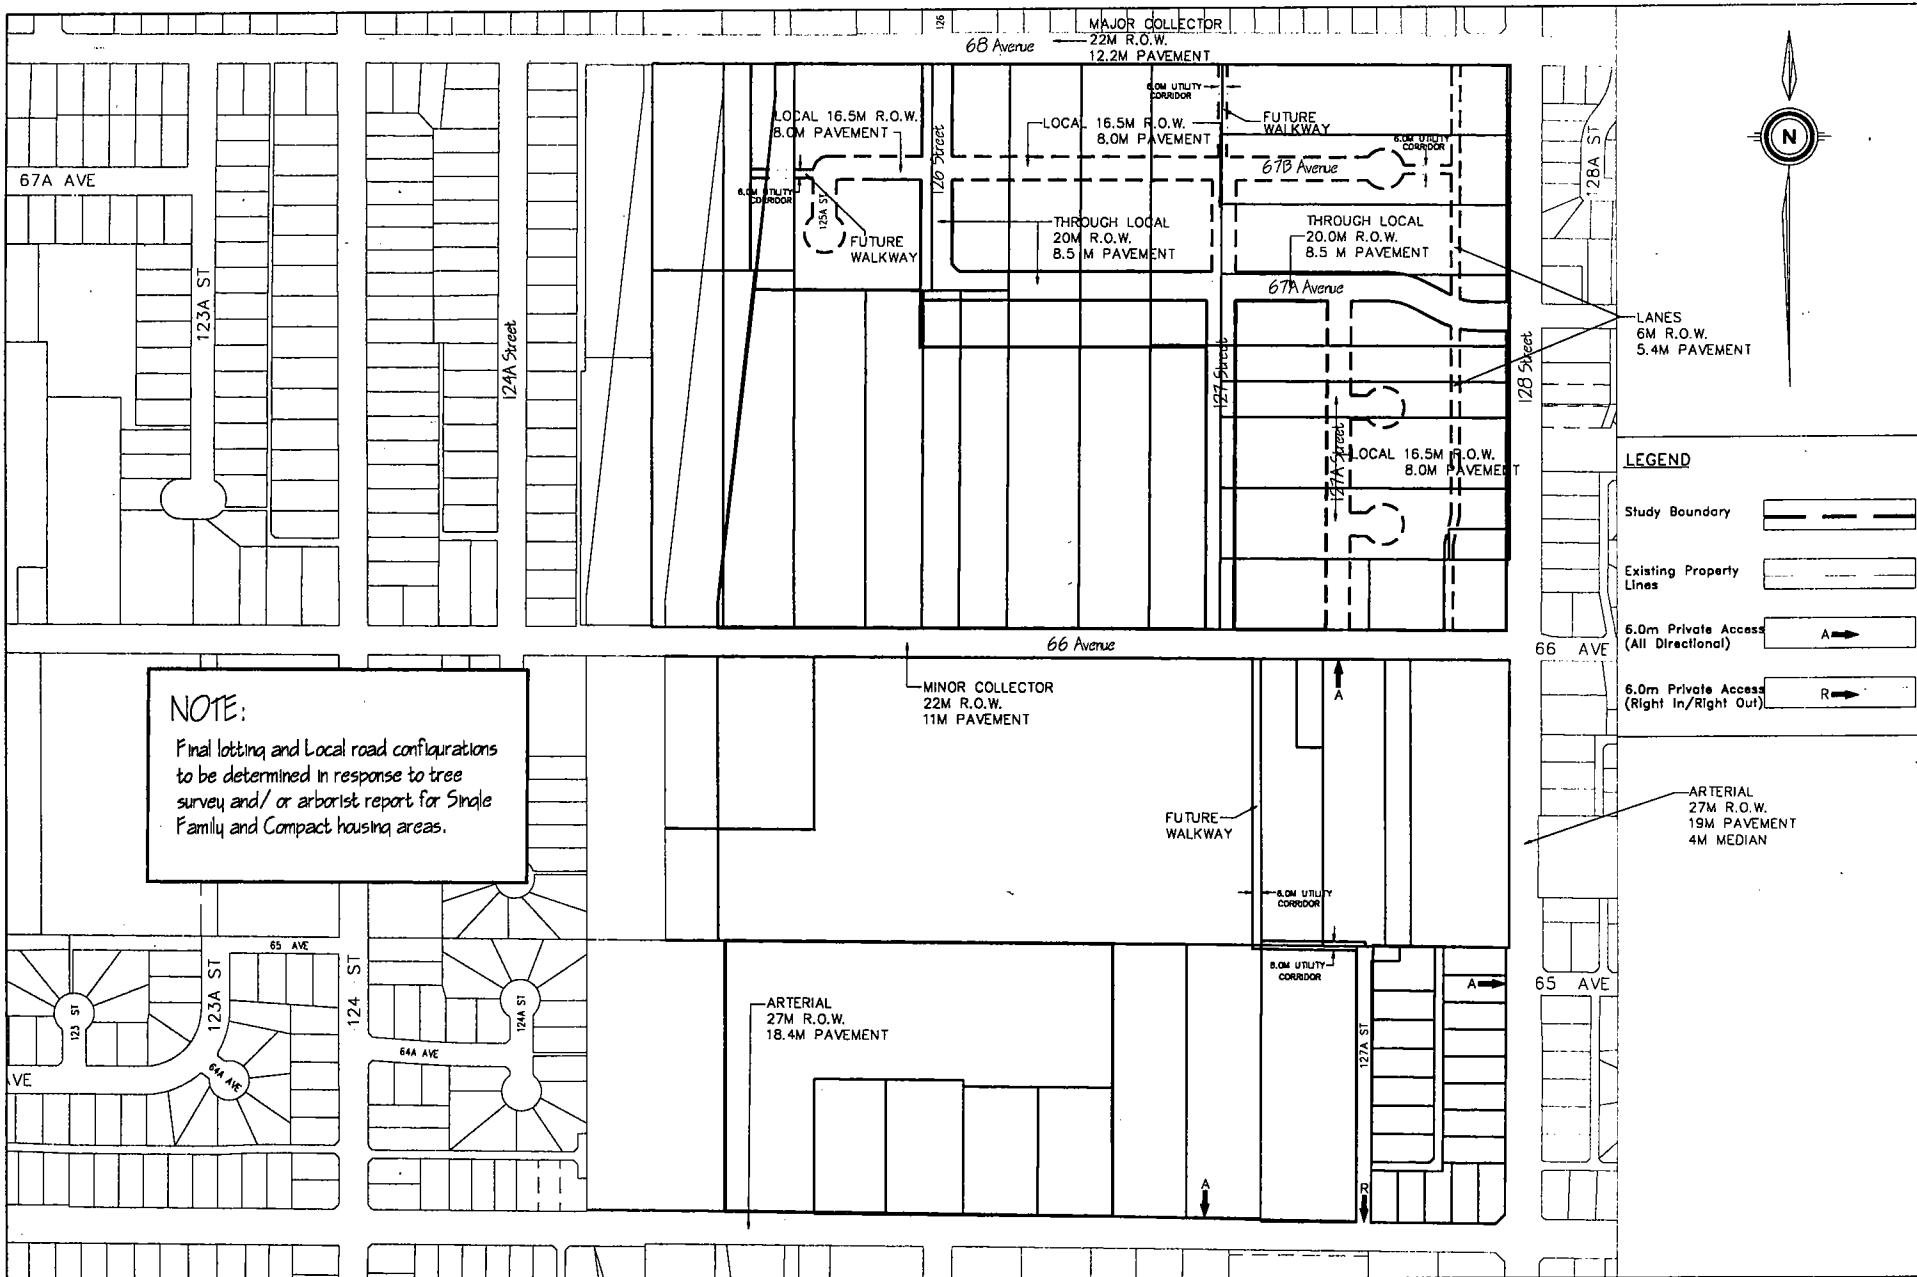 126
68 Avenue
MAJOR COLLECTOR
22M R.O.W.
12.2M PAVEMENT
LOCAL 16.5M R.O.W.
8.0M PAVEMENT
126 Street
LOCAL 16.5M R.O.W.
8.0M PAVEMENT
6.0M UTILITY
CORRIDOR
FUTURE
WALKWAY
6.0M UTILITY
CORRIDOR
67B Avenue
128A ST
N
67A AVE
6.0M UTILITY
CORRIDOR
125A ST
FUTURE
WALKWAY
THROUGH LOCAL
20M R.O.W.
8.5 M PAVEMENT
THROUGH LOCAL
20.0M R.O.W.
8.5 M PAVEMENT
67A Avenue
123A ST
124A Street
127 Street
128 Street
LANES
6M R.O.W.
5.4M PAVEMENT
127A Street
LOCAL 16.5M R.O.W.
8.0M PAVEMENT
LEGEND
Study Boundary
Existing Property
Lines
6.0m Private Access
(All Directional)
A
6.0m Private Access
(Right In/Right Out)
R
66 Avenue
66 AVE
MINOR COLLECTOR
22M R.O.W.
11M PAVEMENT
A
NOTE:
Final lotting and Local road configurations
to be determined in response to tree
survey and/ or arborist report for Single
Family and Compact housing areas.
FUTURE
WALKWAY
ARTERIAL
27M R.O.W.
19M PAVEMENT
4M MEDIAN
6.0M UTILITY
CORRIDOR
6.0M UTILITY
CORRIDOR
65 AVE
123A ST
124 ST
123 ST
124A ST
64A AVE
64A AVE
VE
ARTERIAL
27M R.O.W.
18.4M PAVEMENT
A
65 AVE
127A ST
A
R